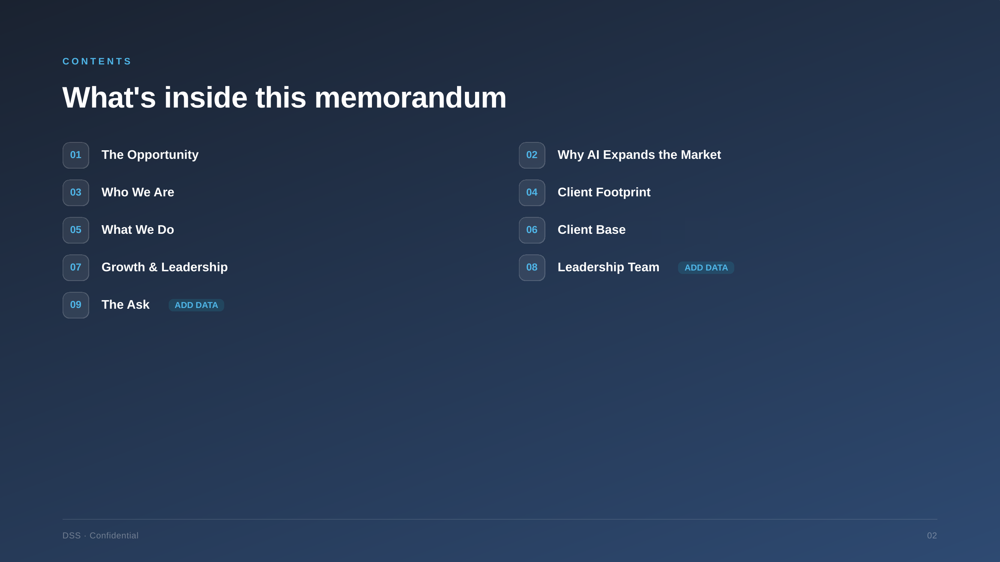 CONTENTS
What's inside this memorandum
01 The Opportunity
02 Why AI Expands the Market
03 Who We Are
04 Client Footprint
05 What We Do
06 Client Base
07 Growth & Leadership
08 Leadership Team ADD DATA
09 The Ask ADD DATA
DSS · Confidential
02